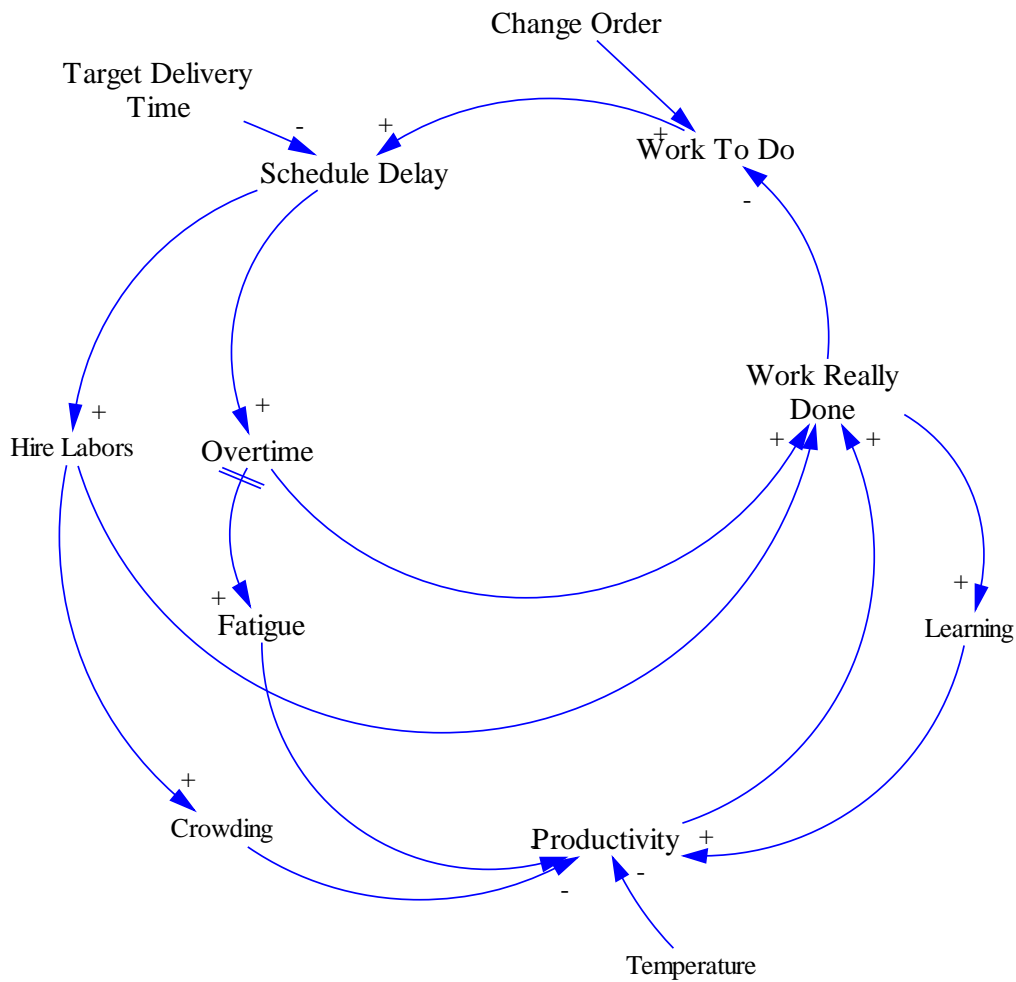 Change Order
Target Delivery
Time
-
+
+
Work To Do
Schedule Delay
-
Work Really
Done
+
+
Hire Labors
Overtime
+
+
+
+
Fatigue
Learning
+
Crowding
-
Productivity
+
-
-
Temperature